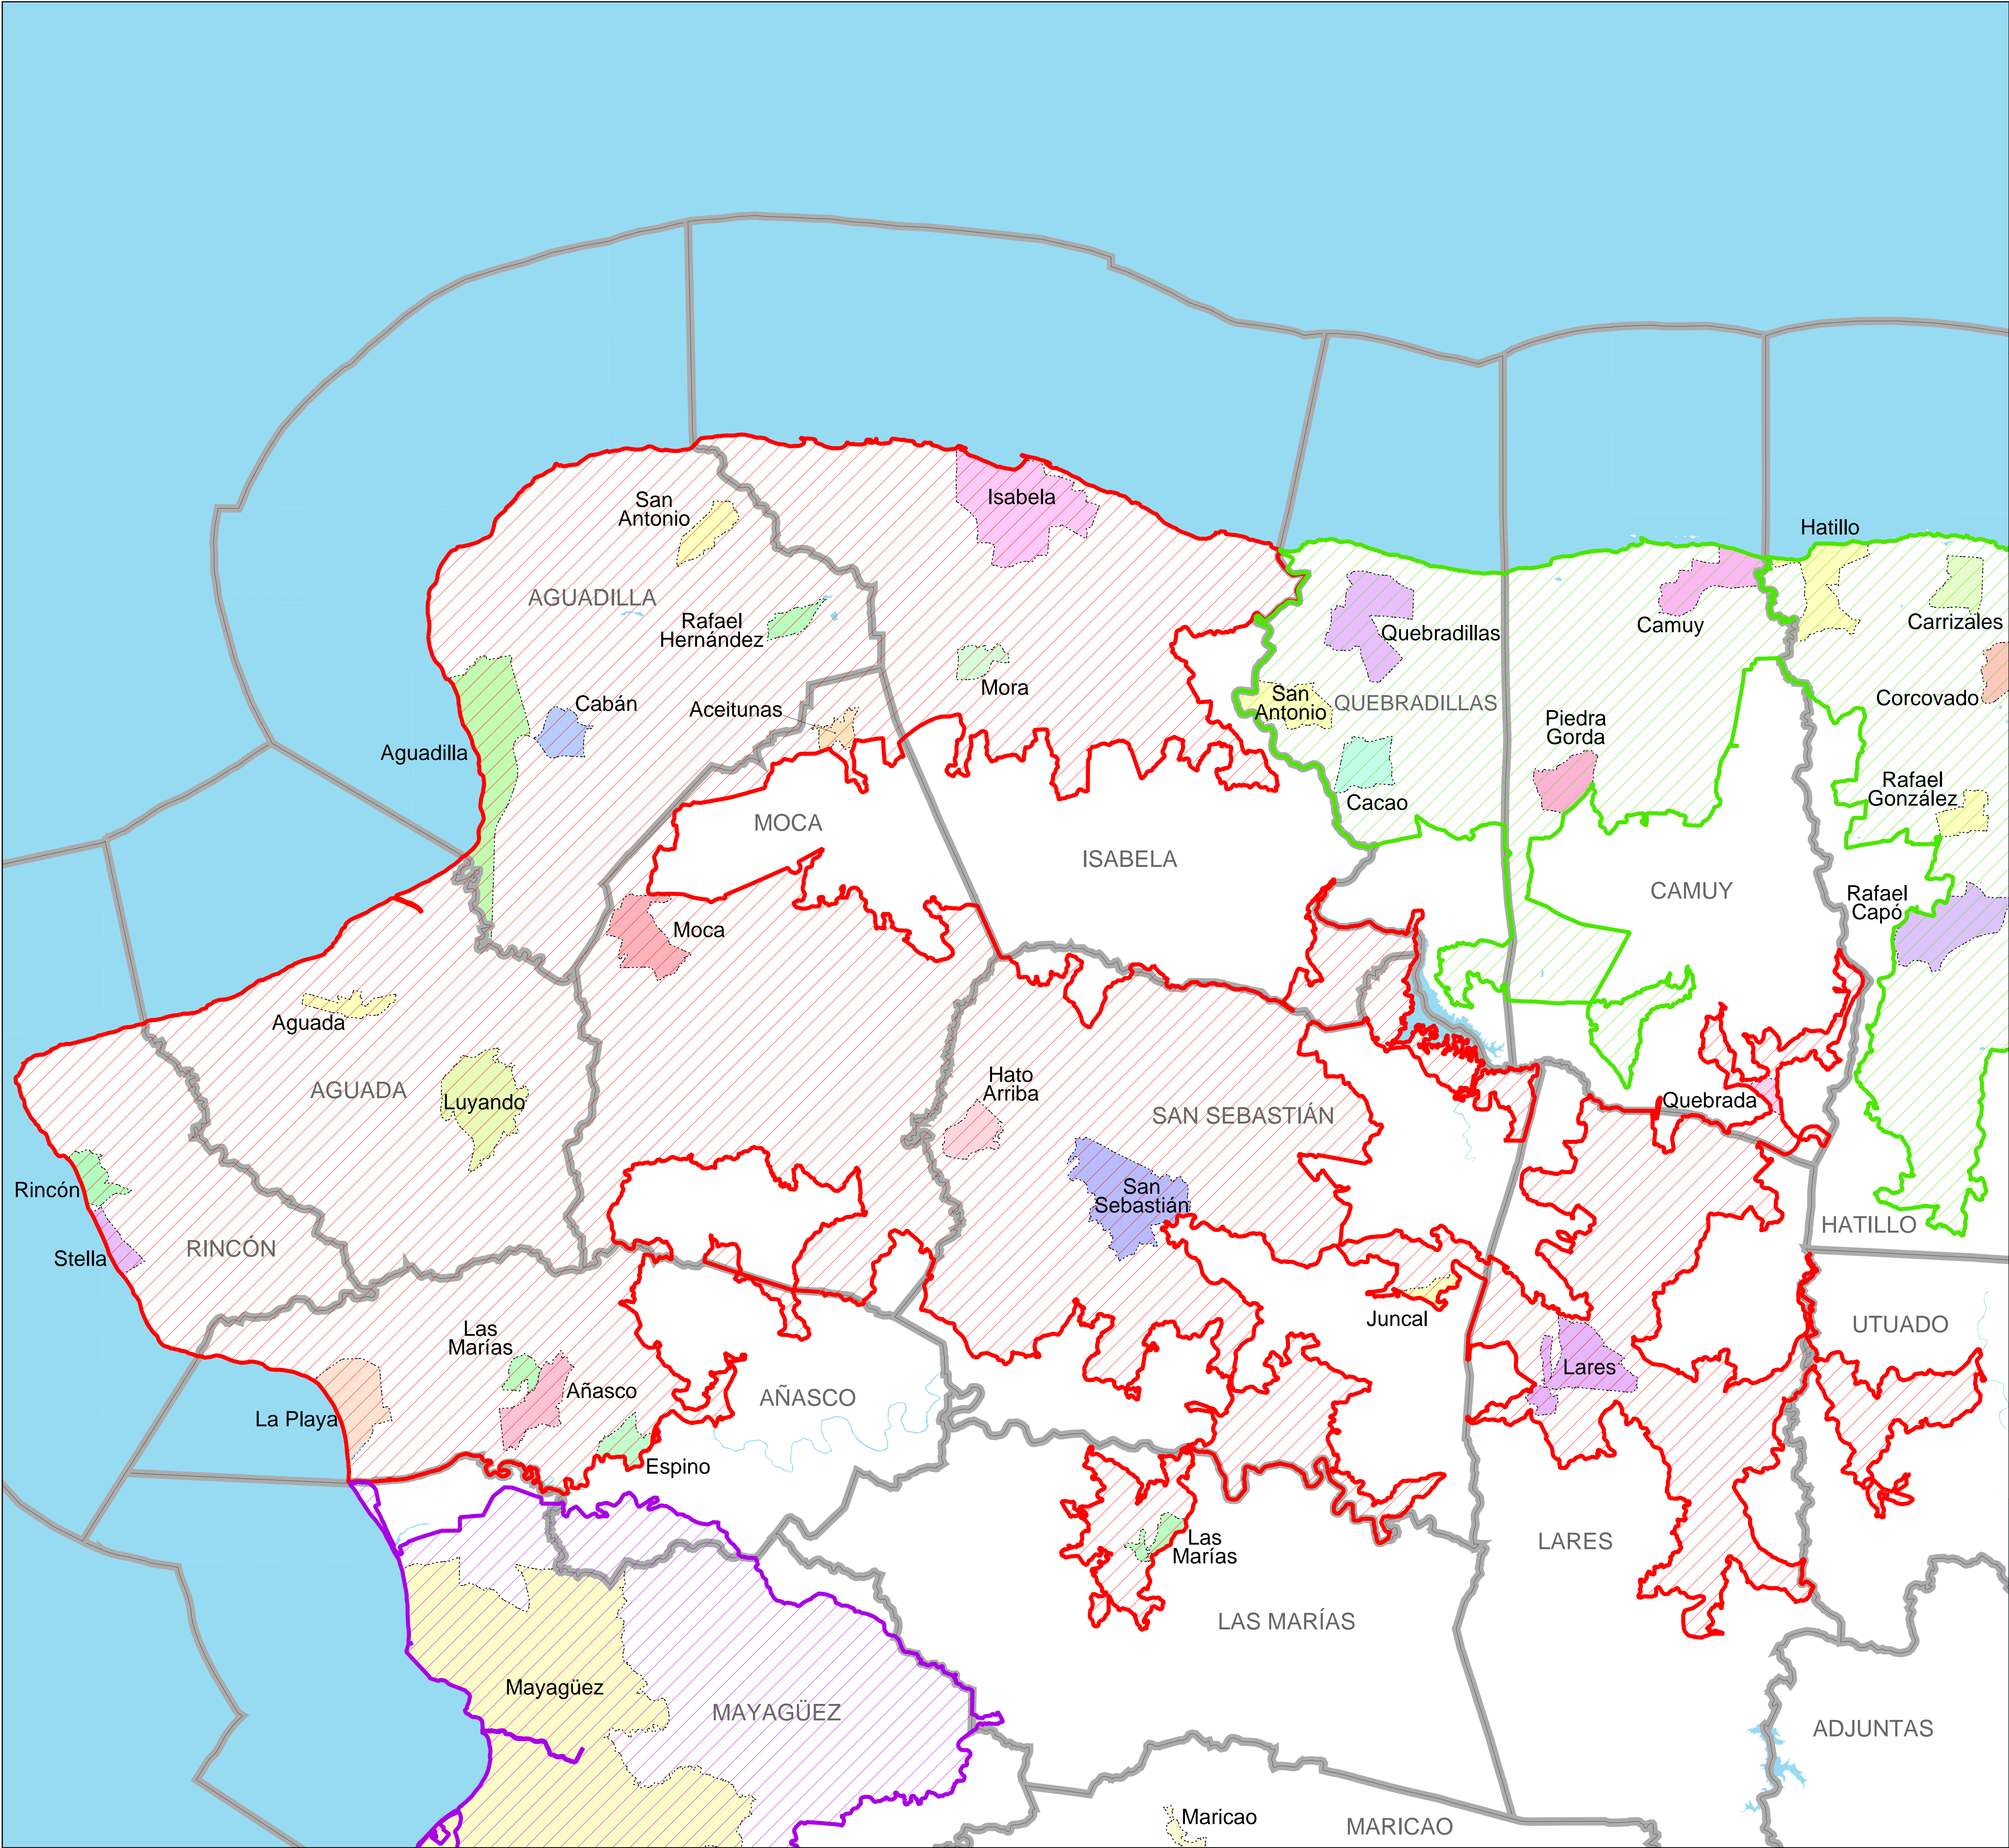 Isabela
San
Antonio
Hatillo
AGUADILLA
Rafael
Hernández
Quebradillas
Camuy
Carrizales
Mora
San
Antonio
QUEBRADILLAS
Corcovado
Cabán
Aceitunas
Piedra
Gorda
Aguadilla
Rafael
González
Cacao
MOCA
ISABELA
CAMUY
Rafael
Capó
Moca
Aguada
Hato
Arriba
AGUADA
Luyando
Quebrada
SAN SEBASTIÁN
Rincón
San
Sebastián
HATILLO
Stella
RINCÓN
Juncal
UTUADO
Las
Marías
Lares
Añasco
AÑASCO
La Playa
Espino
Las
Marías
LARES
LAS MARÍAS
Mayagüez
MAYAGÜEZ
ADJUNTAS
Maricao
MARICAO